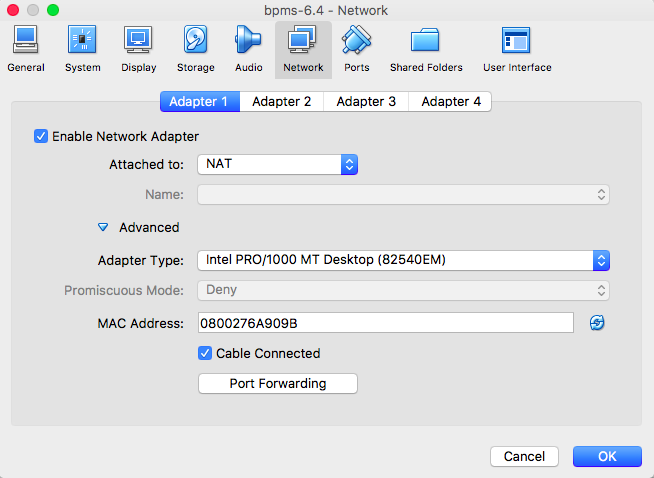 bpms-6.4 - Network
General System Display Storage Audio Network Ports Shared Folders User Interface
Adapter 1 Adapter 2 Adapter 3 Adapter 4
Enable Network Adapter
Attached to: NAT
Name:
Advanced
Adapter Type: Intel PRO/1000 MT Desktop (82540EM)
Promiscuous Mode: Deny
MAC Address: 0800276A909B
Cable Connected
Port Forwarding
Cancel OK